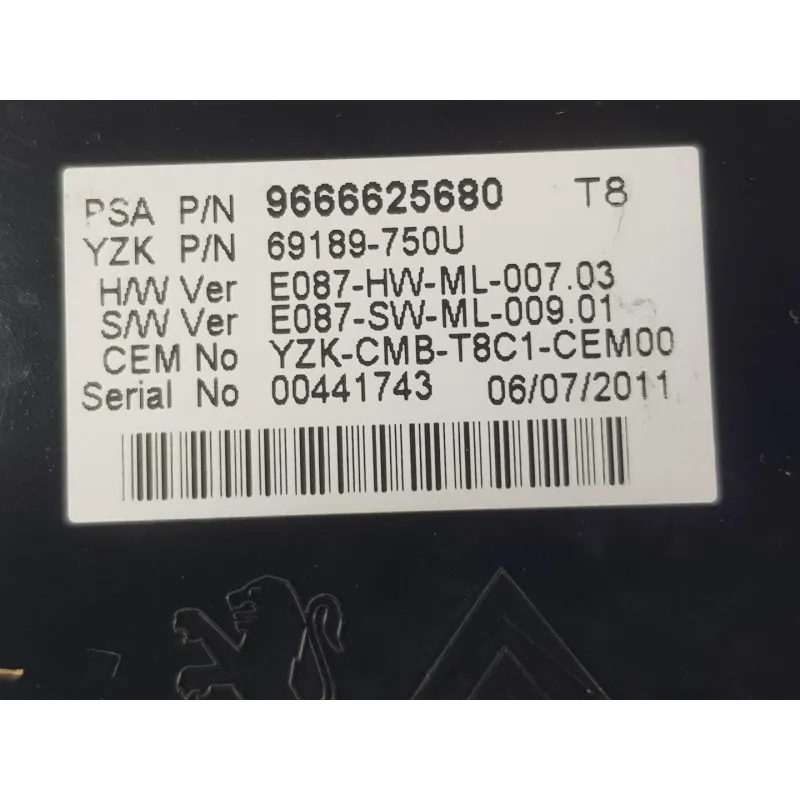 PSA P/N 9666625680 T8
YZK P/N 69189-750U
H/W Ver E087-HW-ML-007.03
S/W Ver E087-SW-ML-009.01
CEM No YZK-CMB-T8C1-CEM00
Serial No 00441743 06/07/2011